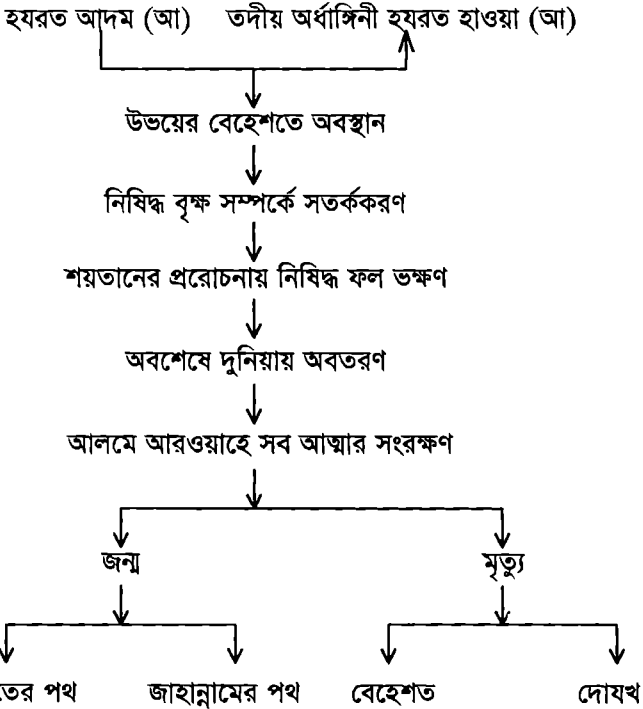 হযরত আদম (আ) তদীয় অর্ধাঙ্গিনী হযরত হাওয়া (আ)
উভয়ের বেহেশতে অবস্থান
নিষিদ্ধ বৃক্ষ সম্পর্কে সতর্ককরণ
শয়তানের প্ররোচনায় নিষিদ্ধ ফল ভক্ষণ
অবশেষে দুনিয়ায় অবতরণ
আলমে আরওয়াহে সব আত্মার সংরক্ষণ
জন্ম মৃত্যু
পথ জাহান্নামের পথ বেহেশত দোযখ